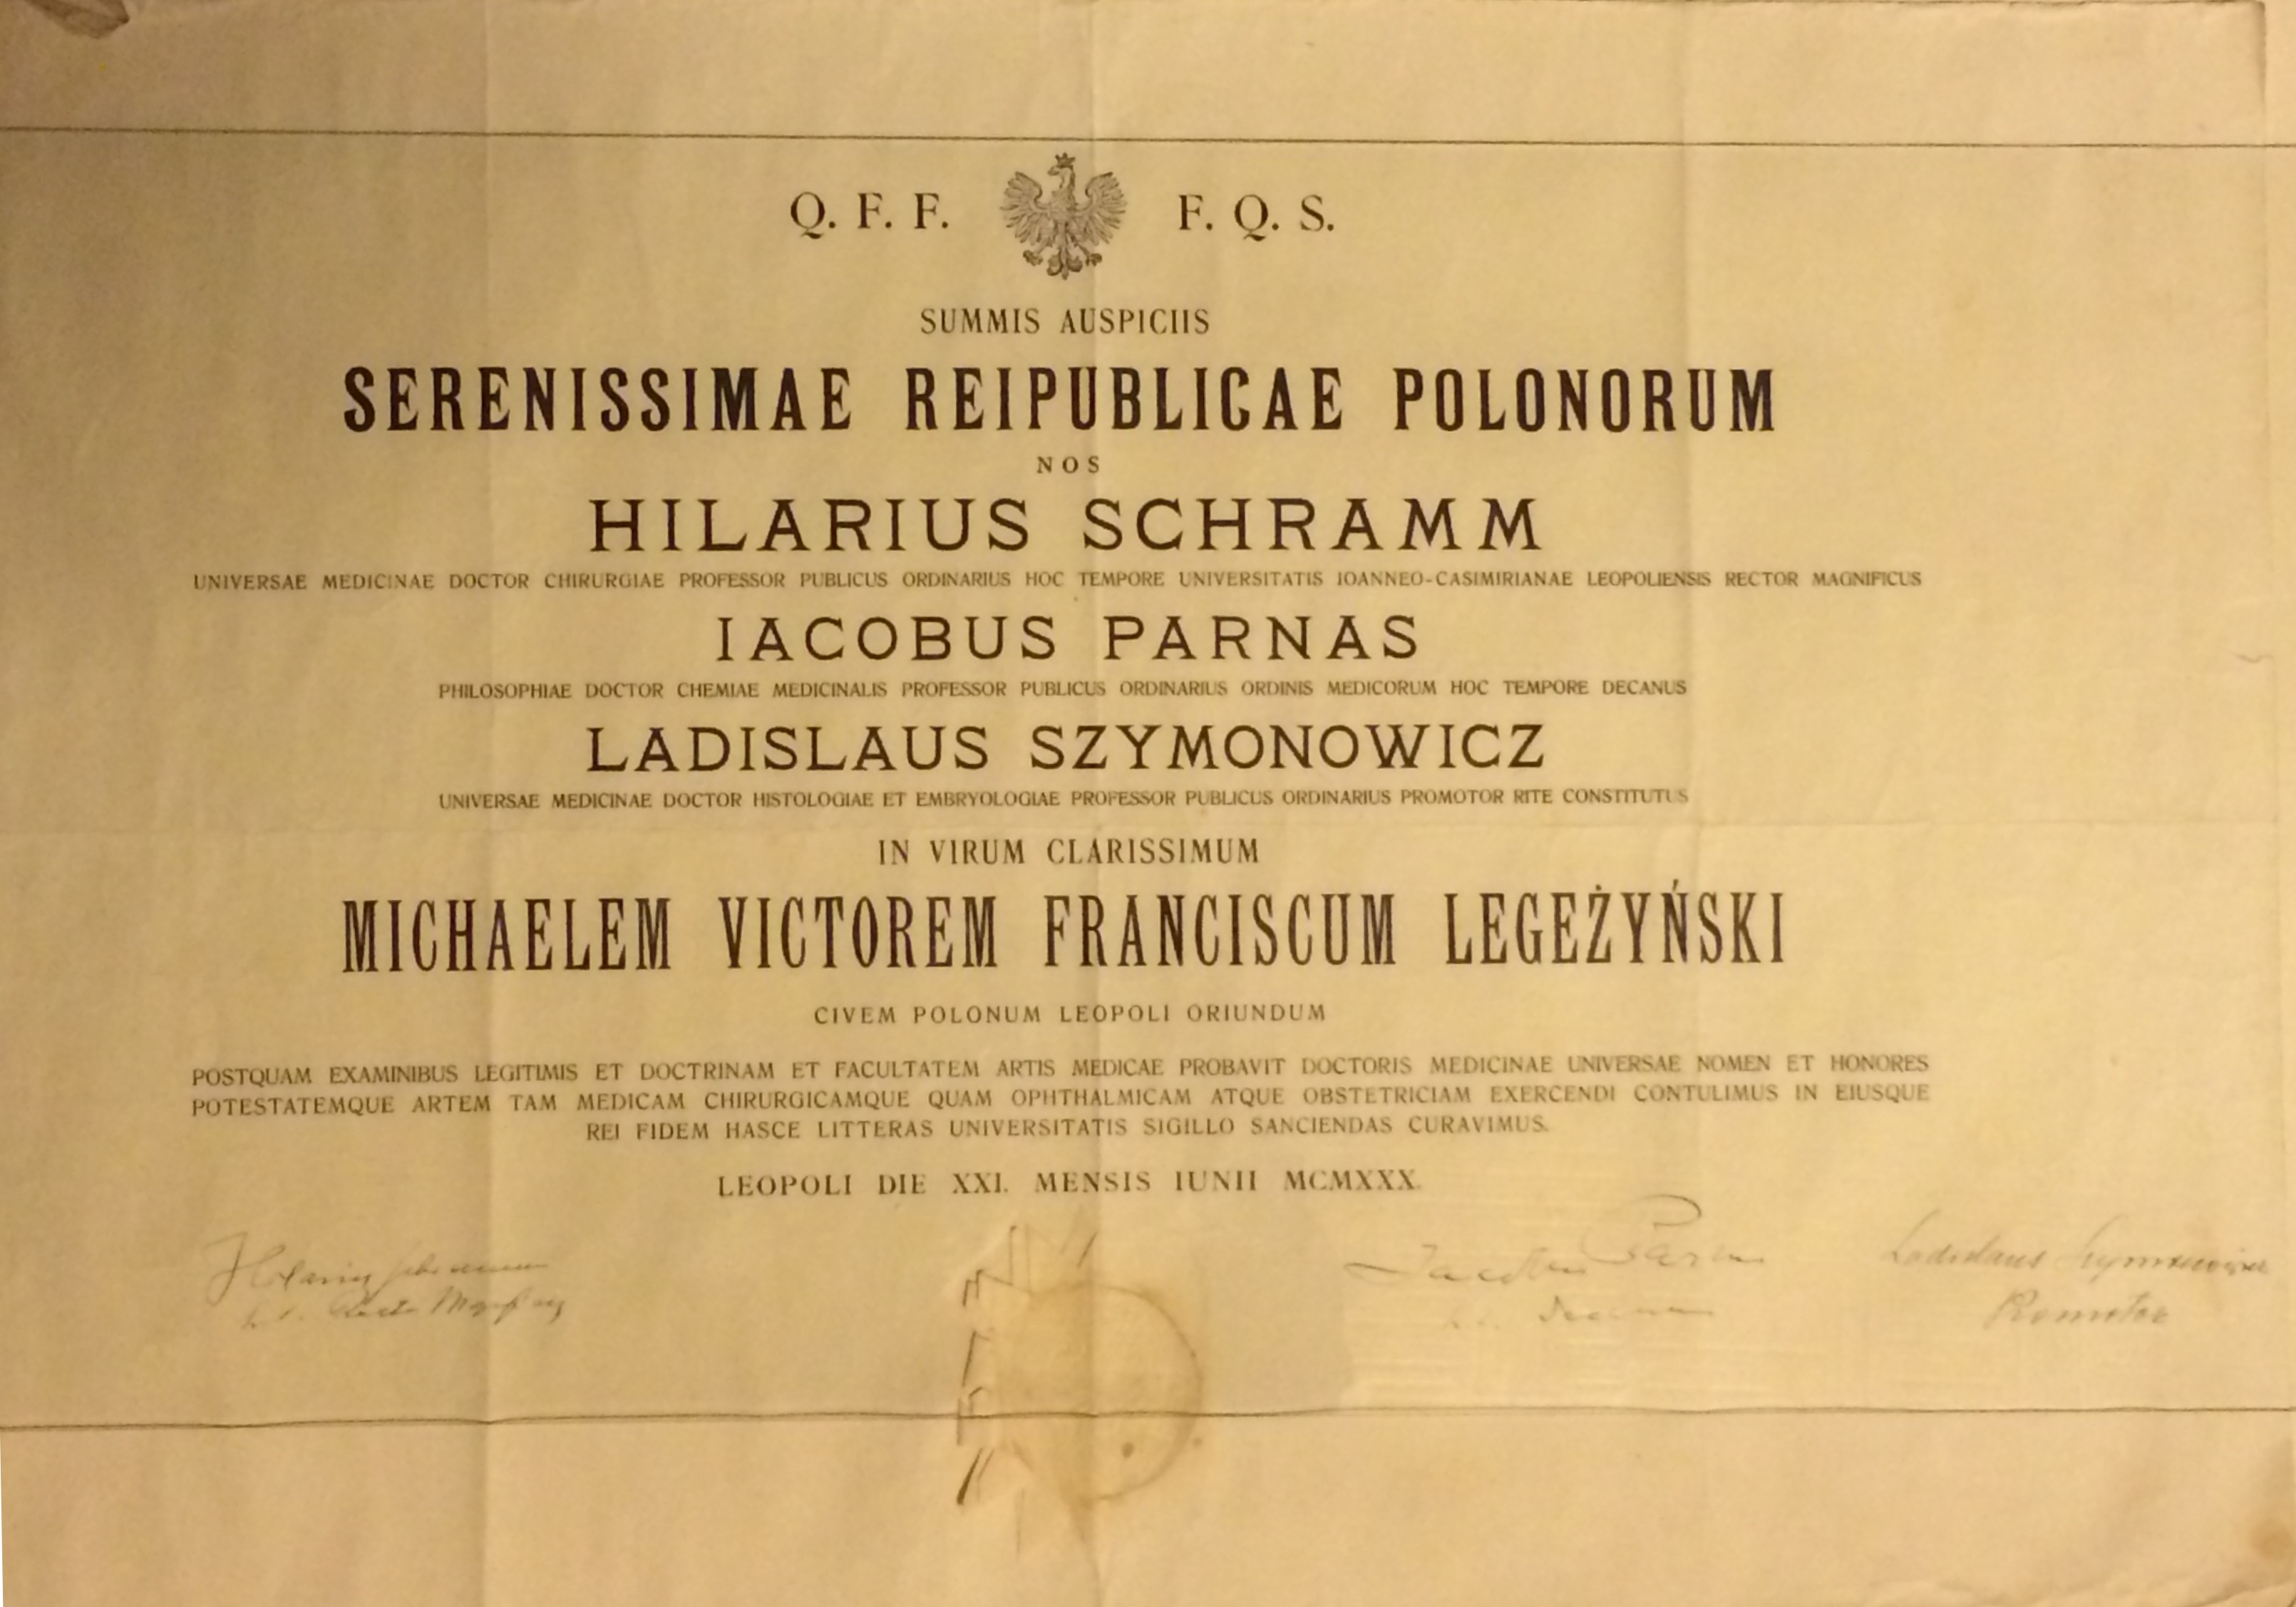 Q. F. F. F. Q. S.
SUMMIS AUSPICIIS
SERENISSIMAE REIPUBLICAE POLONORUM
NOS
HILARIUS SCHRAMM
UNIVERSAE MEDICINAE DOCTOR CHIRURGIAE PROFESSOR PUBLICUS ORDINARIUS HOC TEMPORE UNIVERSITATIS IOANNEO-CASIMIRIANAE LEOPOLIENSIS RECTOR MAGNIFICUS
IACOBUS PARNAS
PHILOSOPHIAE DOCTOR CHEMIAE MEDICINALIS PROFESSOR PUBLICUS ORDINARIUS ORDINIS MEDICORUM HOC TEMPORE DECANUS
LADISLAUS SZYMONOWICZ
UNIVERSAE MEDICINAE DOCTOR HISTOLOGIAE ET EMBRYOLOGIAE PROFESSOR PUBLICUS ORDINARIUS PROMOTOR RITE CONSTITUTUS
IN VIRUM CLARISSIMUM
MICHAELEM VICTOREM FRANCISCUM LEGEŻYŃSKI
CIVEM POLONUM LEOPOLI ORIUNDUM
POSTQUAM EXAMINIBUS LEGITIMIS ET DOCTRINAM ET FACULTATEM ARTIS MEDICAE PROBAVIT DOCTORIS MEDICINAE UNIVERSAE NOMEN ET HONORES
POTESTATEMQUE ARTEM TAM MEDICAM CHIRURGICAMQUE QUAM OPHTHALMICAM ATQUE OBSTETRICIAM EXERCENDI CONTULIMUS IN EIUSQUE
REI FIDEM HASCE LITTERAS UNIVERSITATIS SIGILLO SANCIENDAS CURAVIMUS.
LEOPOLI DIE XXI. MENSIS IUNII MCMXXX.
Ladislaus Szymonowicz
Promotor